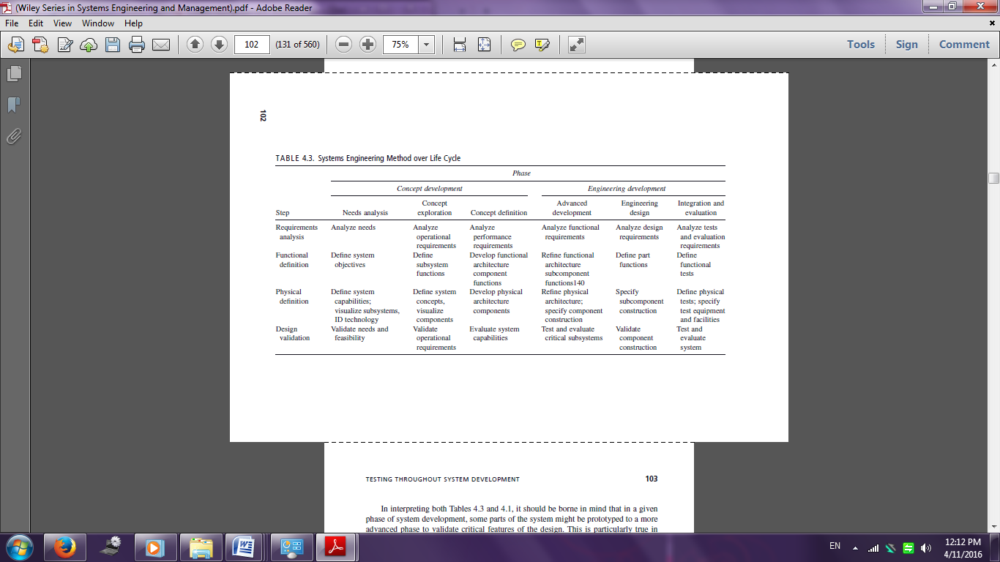 (Wiley Series in Systems Engineering and Management).pdf - Adobe Reader
File Edit View Window Help
102 (131 of 560) 75% Tools Sign Comment
102
TABLE 4.3. Systems Engineering Method over Life Cycle
Phase
Concept development Engineering development
Concept Advanced Engineering Integration and
Step Needs analysis exploration Concept definition development design evaluation
Requirements Analyze needs Analyze Analyze Analyze functional Analyze design Analyze tests
analysis operational performance requirements requirements and evaluation
requirements requirements requirements
Functional Define system Define Develop functional Refine functional Define part Define
definition objectives subsystem architecture architecture functions functional
functions component subcomponent tests
functions functions140
Physical Define system Define system Develop physical Refine physical Specify Define physical
definition capabilities; concepts, architecture architecture; subcomponent tests; specify
visualize subsystems, visualize components specify component construction test equipment
ID technology components construction and facilities
Design Validate needs and Validate Evaluate system Test and evaluate Validate Test and
validation feasibility operational capabilities critical subsystems component evaluate
requirements construction system
TESTING THROUGHOUT SYSTEM DEVELOPMENT 103
In interpreting both Tables 4.3 and 4.1, it should be borne in mind that in a given
phase of system development, some parts of the system might be prototyped to a more
advanced phase to validate critical features of the design. This is particularly true in
EN 12:12 PM
4/11/2016